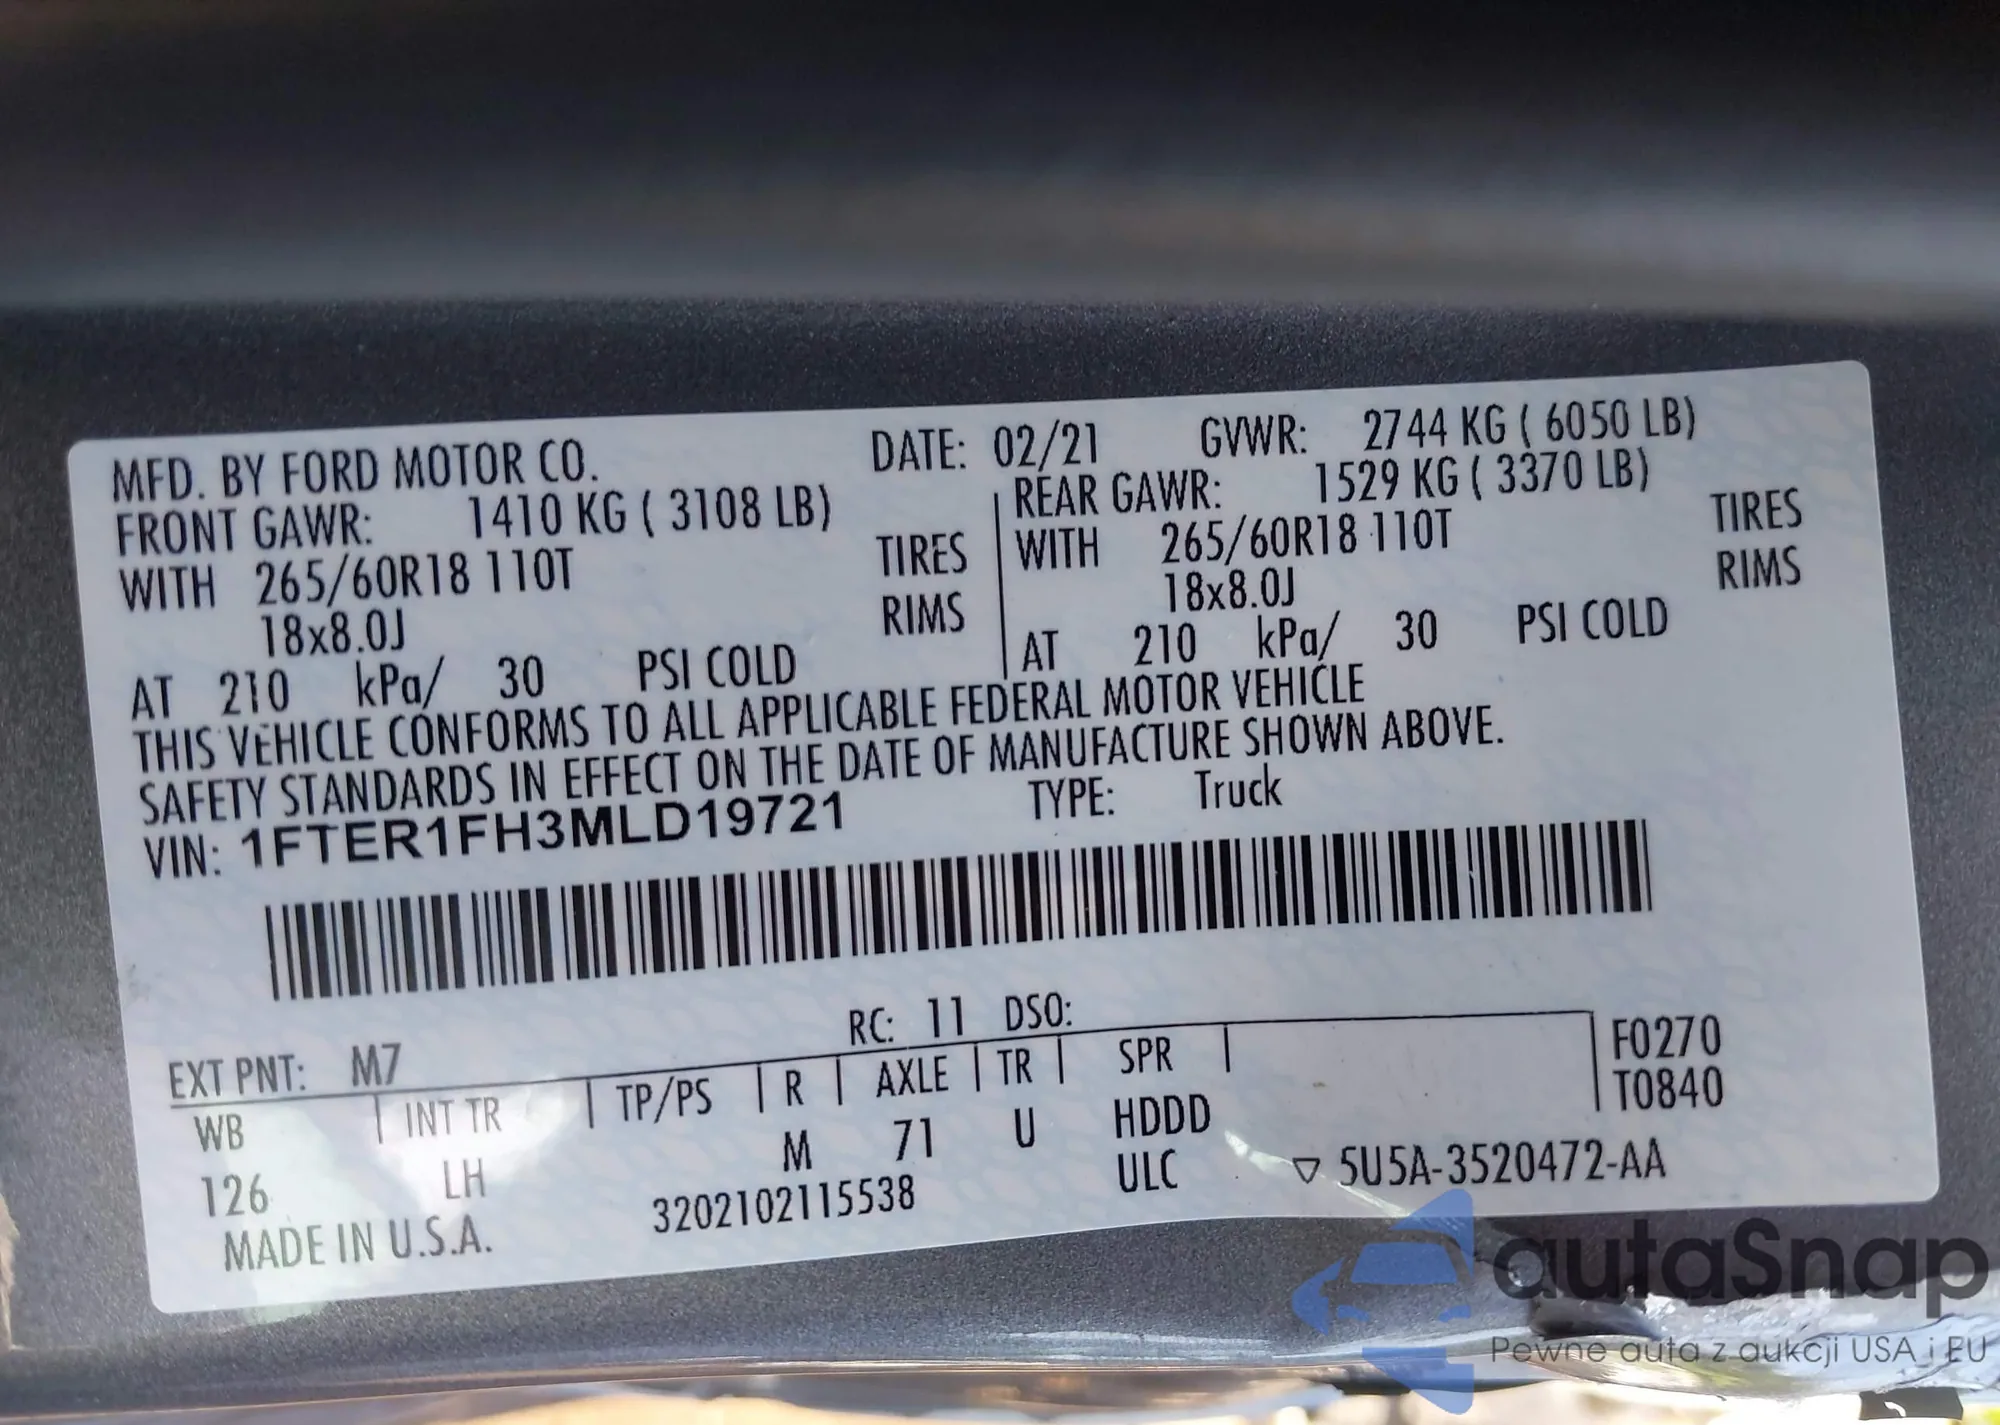 MFD. BY FORD MOTOR CO. DATE: 02/21 GVWR: 2744 KG ( 6050 LB)
FRONT GAWR: 1410 KG ( 3108 LB) REAR GAWR: 1529 KG ( 3370 LB)
WITH 265/60R18 110T TIRES WITH 265/60R18 110T TIRES
18x8.0J RIMS 18x8.0J RIMS
AT 210 kPa/ 30 PSI COLD AT 210 kPa/ 30 PSI COLD
THIS VEHICLE CONFORMS TO ALL APPLICABLE FEDERAL MOTOR VEHICLE
SAFETY STANDARDS IN EFFECT ON THE DATE OF MANUFACTURE SHOWN ABOVE.
VIN: 1FTER1FH3MLD19721 TYPE: Truck
EXT PNT: M7 RC: 11 DSO:
WB INT TR TP/PS R AXLE TR SPR F0270
126 LH M 71 U HDDD T0840
ULC ▽ 5U5A-3520472-AA
MADE IN U.S.A. 3202102115538
autaSnap
Pewne auta z aukcji USA i EU